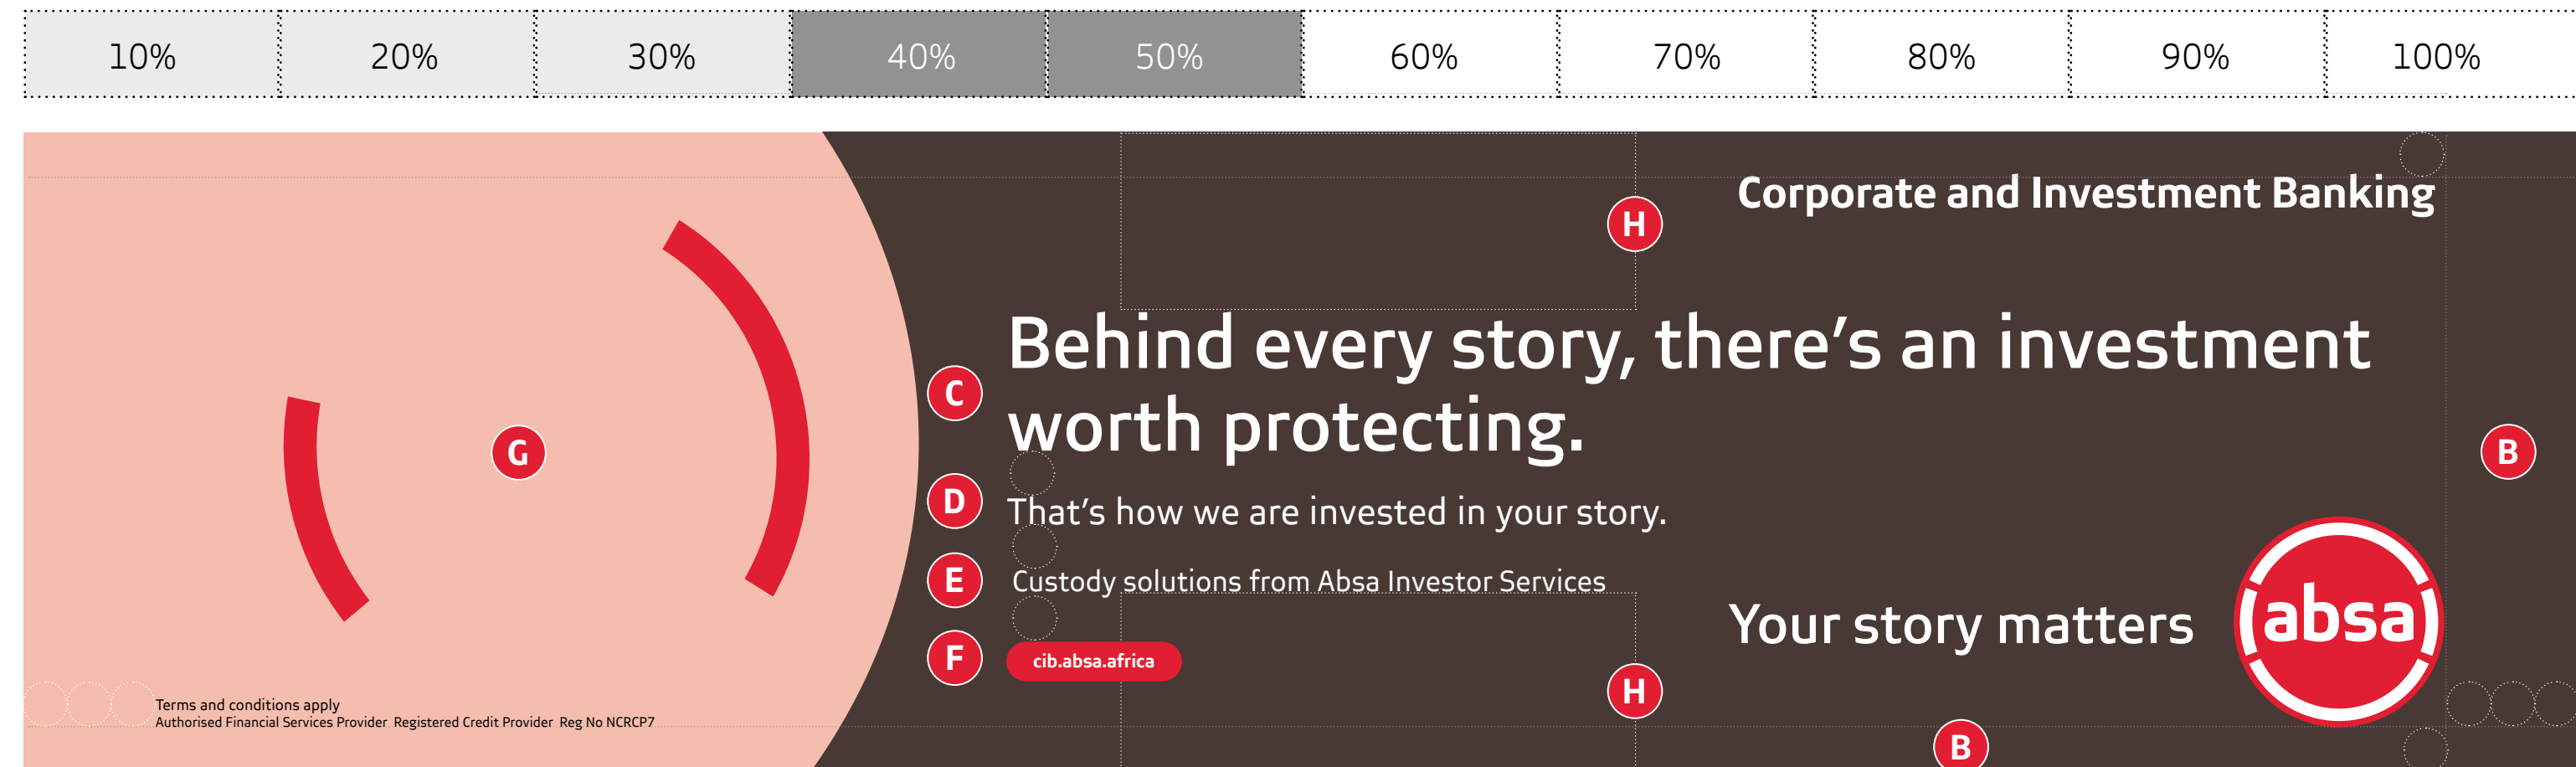 10% 20% 30% 40% 50% 60% 70% 80% 90% 100%
Corporate and Investment Banking
H
Behind every story, there's an investment
C
worth protecting.
G
B
D
That's how we are invested in your story.
E
Custody solutions from Absa Investor Services
Your story matters
absa
F
cib.absa.africa
H
Terms and conditions apply
Authorised Financial Services Provider Registered Credit Provider Reg No NCRCP7
B